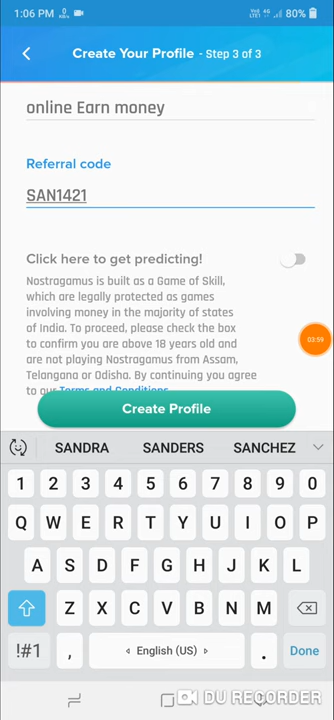 1:06 PM
80%
Create Your Profile - Step 3 of 3
online Earn money
Referral code
SAN1421
Click here to get predicting!
Nostragamus is built as a Game of Skill,
which are legally protected as games
involving money in the majority of states
of India. To proceed, please check the box
to confirm you are above 18 years old and
are not playing Nostragamus from Assam,
Telangana or Odisha. By continuing you agree
to our Terms and Conditions.
03:59
Create Profile
SANDRA SANDERS SANCHEZ
1 2 3 4 5 6 7 8 9 0
Q W E R T Y U I O P
A S D F G H J K L
Z X C V B N M
!#1 , English (US) . Done
DU RECORDER